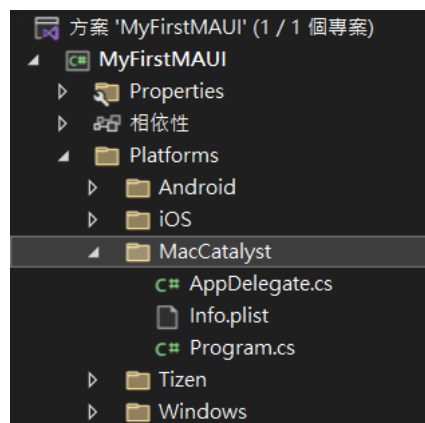 方案 'MyFirstMAUI' (1 / 1 個專案)
C# MyFirstMAUI
Properties
相依性
Platforms
Android
iOS
MacCatalyst
C# AppDelegate.cs
Info.plist
C# Program.cs
Tizen
Windows